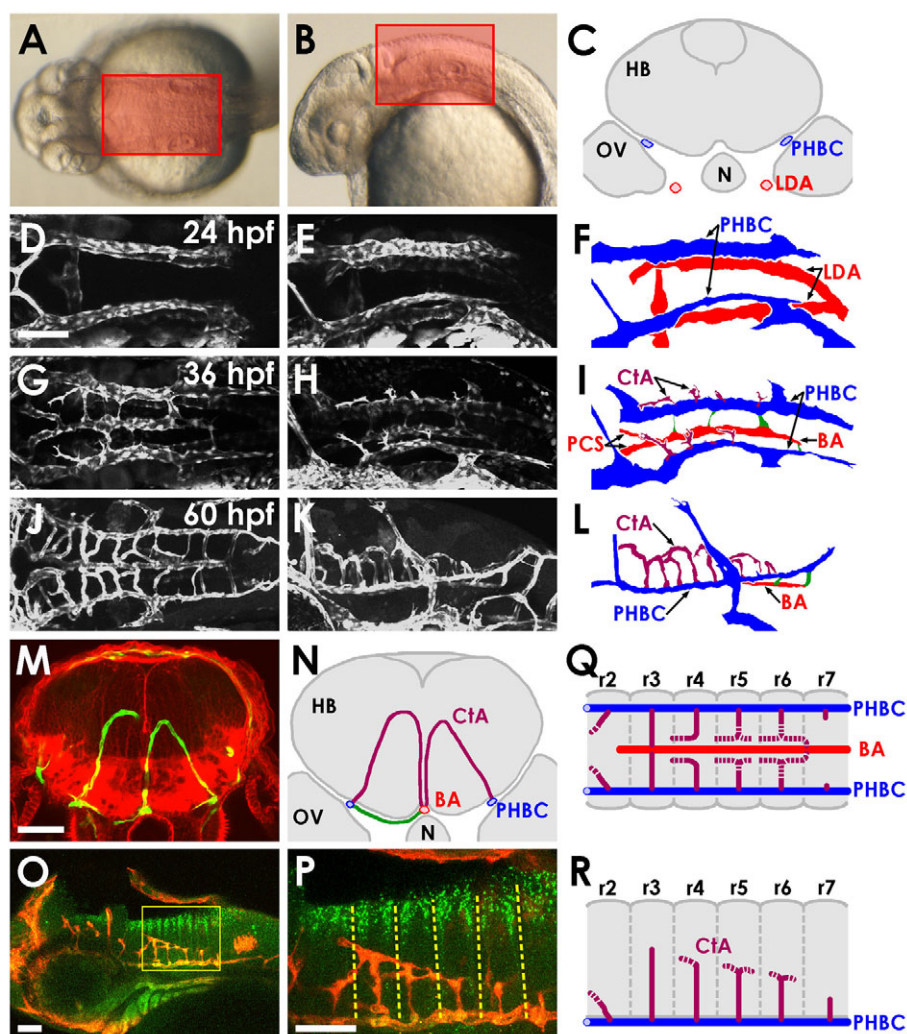 A
B
C
HB
OV
PHBC
N
LDA
D
24 hpf
E
PHBC
F
LDA
G
36 hpf
H
CtA
I
PHBC
PCS
BA
J
60 hpf
K
CtA
L
PHBC
BA
M
N
HB
CtA
OV
BA
PHBC
N
Q
r2 r3 r4 r5 r6 r7
PHBC
BA
PHBC
O
P
R
r2 r3 r4 r5 r6 r7
CtA
PHBC